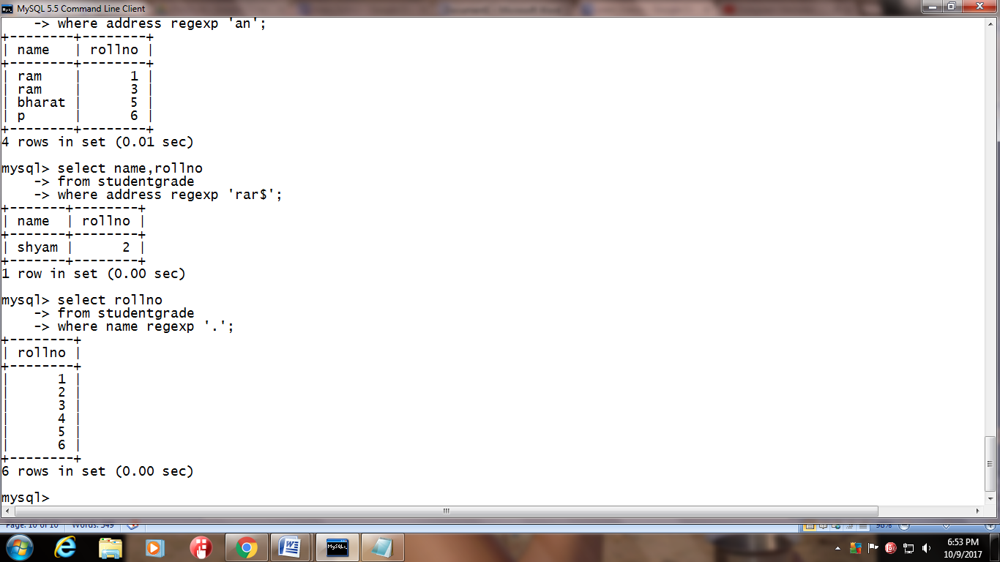 MySQL 5.5 Command Line Client
    -> where address regexp 'an';
+--------+--------+
| name   | rollno |
+--------+--------+
| ram    |      1 |
| ram    |      3 |
| bharat |      5 |
| p      |      6 |
+--------+--------+
4 rows in set (0.01 sec)
mysql> select name,rollno
    -> from studentgrade
    -> where address regexp 'rar$';
+-------+--------+
| name  | rollno |
+-------+--------+
| shyam |      2 |
+-------+--------+
1 row in set (0.00 sec)
mysql> select rollno
    -> from studentgrade
    -> where name regexp '.';
+--------+
| rollno |
+--------+
|      1 |
|      2 |
|      3 |
|      4 |
|      5 |
|      6 |
+--------+
6 rows in set (0.00 sec)
mysql>
Page: 10 of 10 Words: 549 98%
MySQL
6:53 PM
10/9/2017